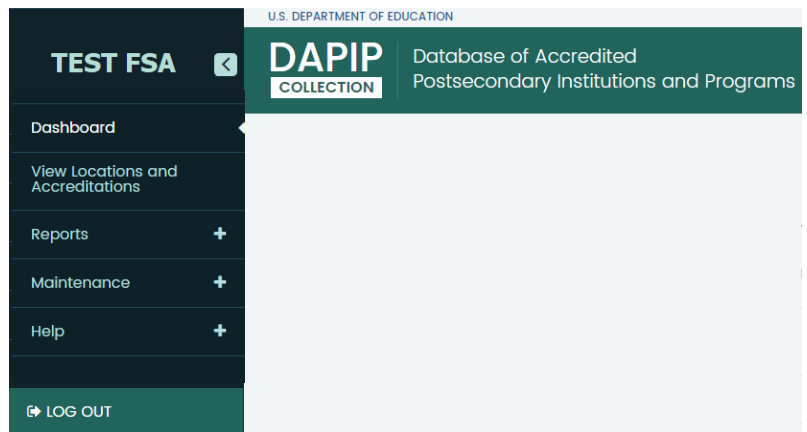 U.S. DEPARTMENT OF EDUCATION
TEST FSA
DAPIP
COLLECTION
Database of Accredited
Postsecondary Institutions and Programs
Dashboard
View Locations and
Accreditations
Reports
Maintenance
Help
LOG OUT